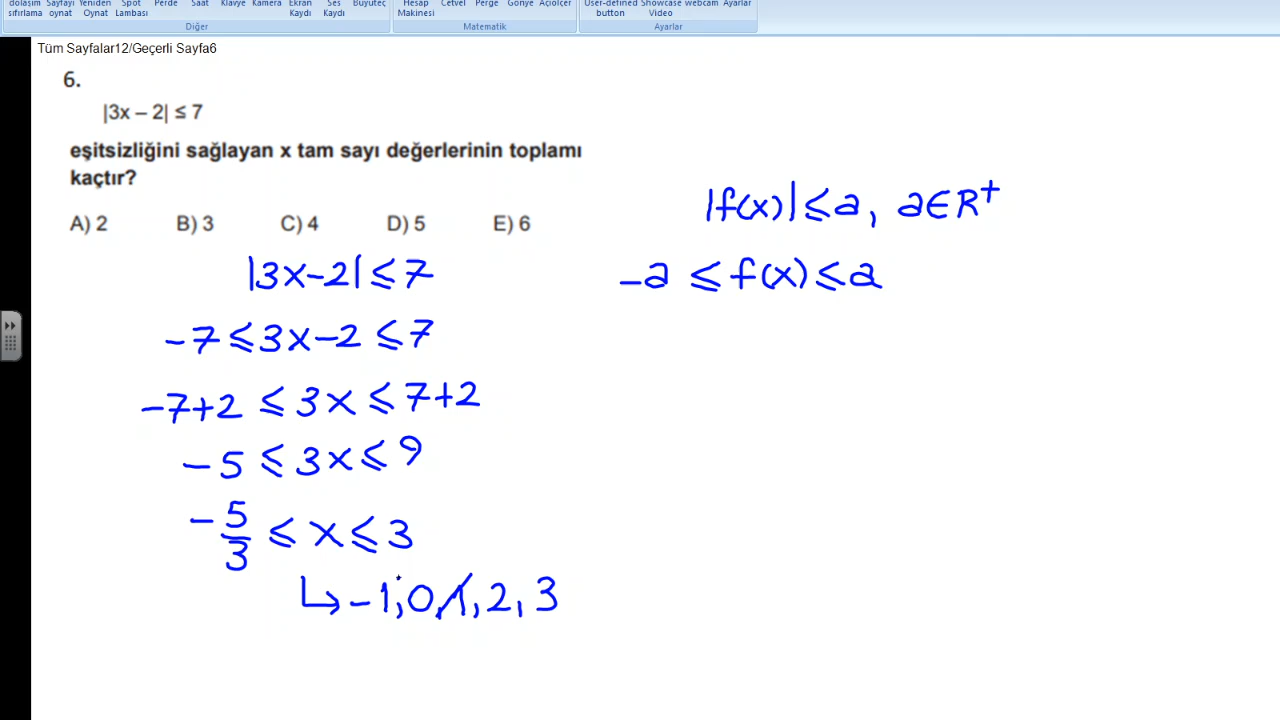 dolaşım Sayfayı Yeniden Spot Perde Saat Klavye Kamera Ekran Ses Büyüteç
sıfırlama oynat Oynat Lambası Kaydı Kaydı
Diğer
Hesap Cetvel Perge Gönye Açıölçer
Makinesi
Matematik
User-defined Showcase webcam Ayarlar
button Video
Ayarlar
Tüm Sayfalar12/Geçerli Sayfa6
6.
|3x – 2| ≤ 7
eşitsizliğini sağlayan x tam sayı değerlerinin toplamı
kaçtır?
A) 2 B) 3 C) 4 D) 5 E) 6
|3x-2| ≤ 7
-7 ≤ 3x-2 ≤ 7
-7+2 ≤ 3x ≤ 7+2
-5 ≤ 3x ≤ 9
-5/3 ≤ x ≤ 3
↳ -1, 0, 1, 2, 3
|f(x)| ≤ a, a∈R⁺
-a ≤ f(x) ≤ a